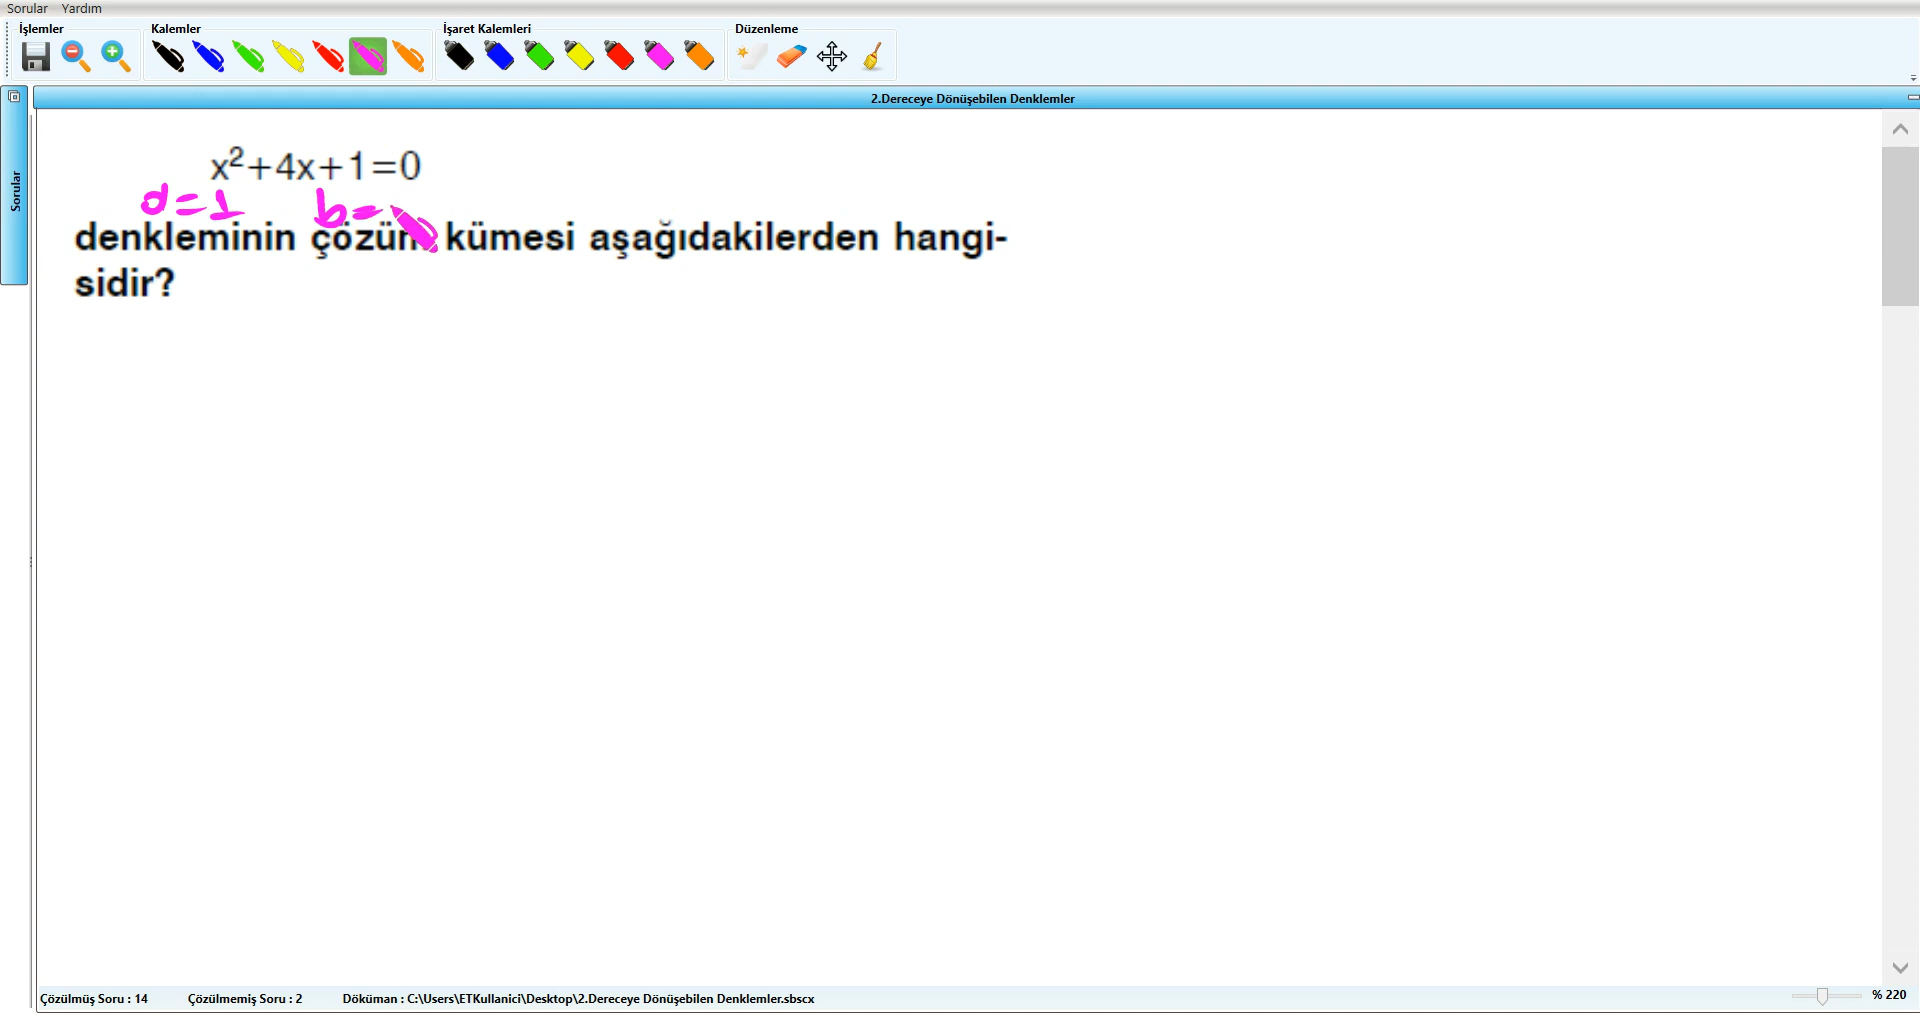 Sorular Yardım
İşlemler Kalemler İşaret Kalemleri Düzenleme
2.Dereceye Dönüşebilen Denklemler
Sorular
x²+4x+1=0
a=1 b=
denkleminin çözüm kümesi aşağıdakilerden hangi-
sidir?
Çözülmüş Soru : 14 Çözülmemiş Soru : 2 Döküman : C:\Users\ETKullanici\Desktop\2.Dereceye Dönüşebilen Denklemler.sbscx % 220